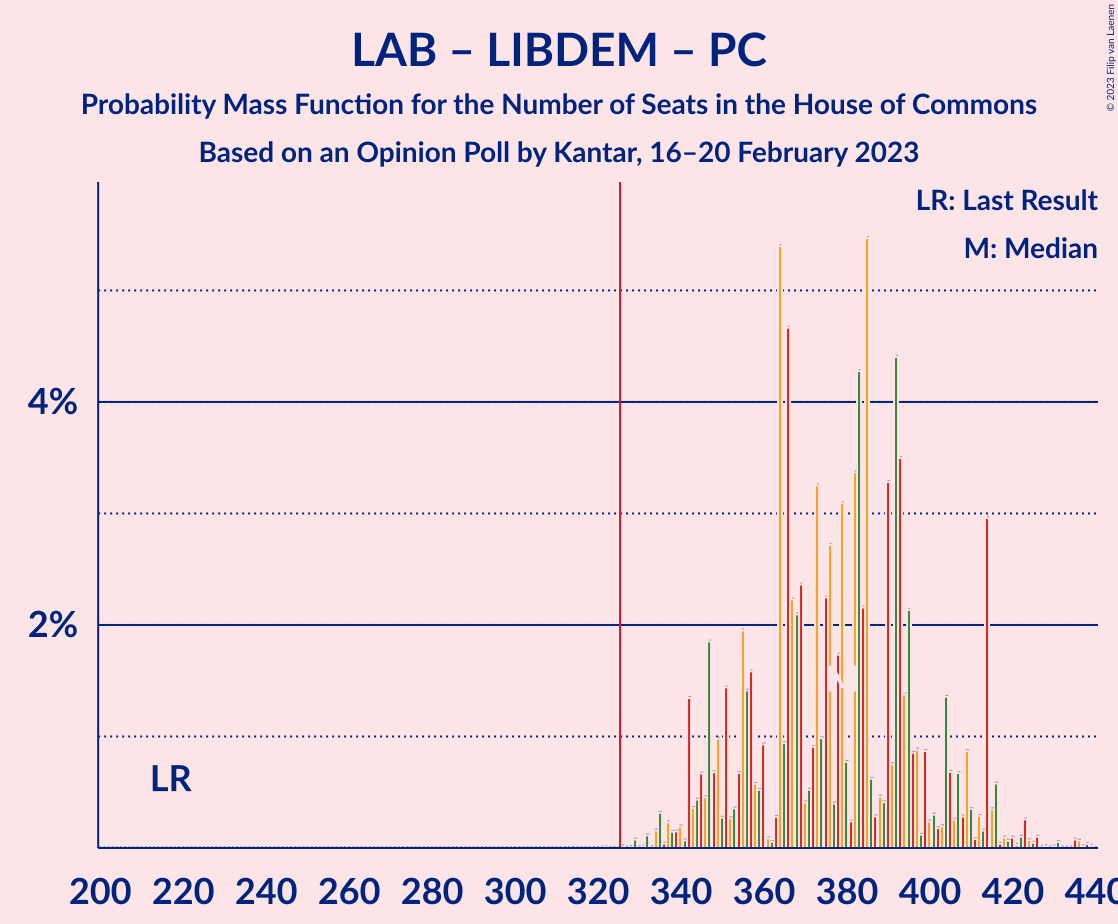 LAB – LIBDEM – PC
Probability Mass Function for the Number of Seats in the House of Commons
Based on an Opinion Poll by Kantar, 16–20 February 2023
© 2023 Filip van Laenen
LR: Last Result
M: Median
4%
2%
LR
M
200 220 240 260 280 300 320 340 360 380 400 420 440